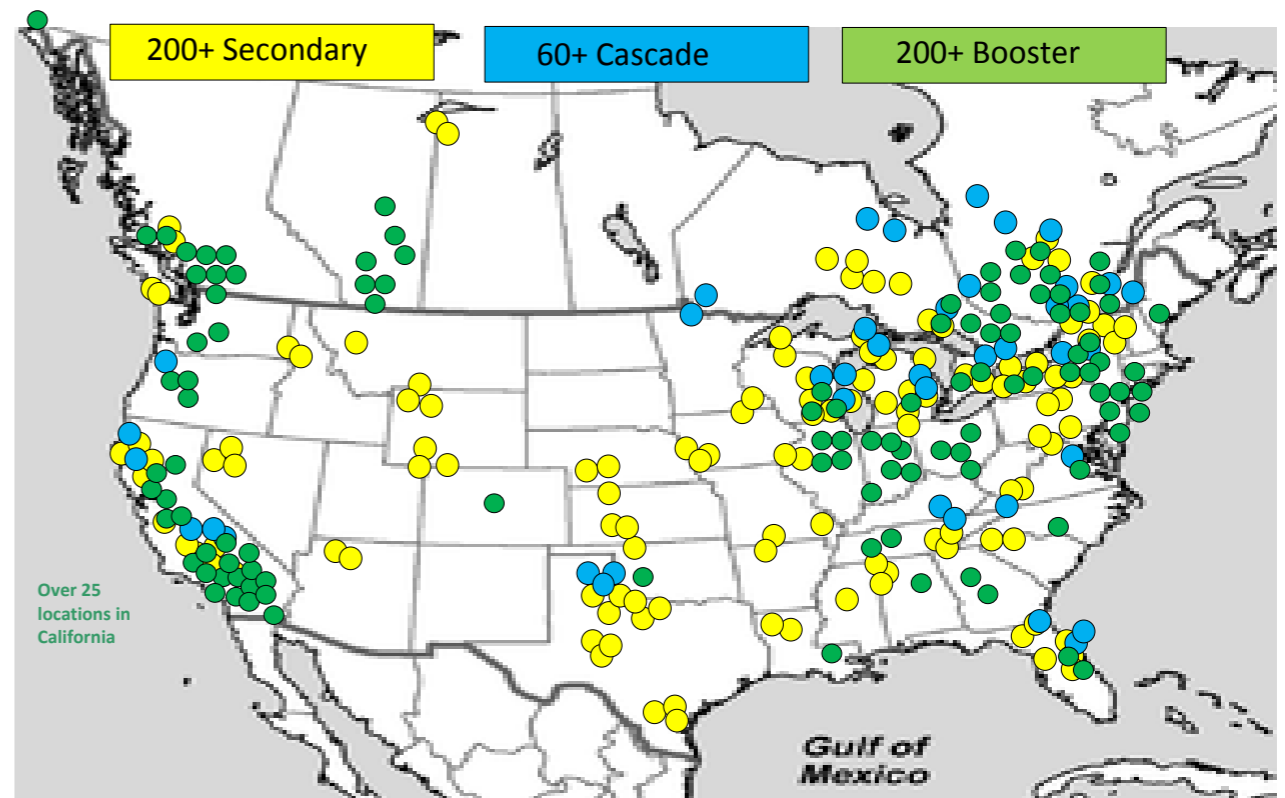 200+ Secondary
60+ Cascade
200+ Booster
Over 25
locations in
California
Gulf of
Mexico